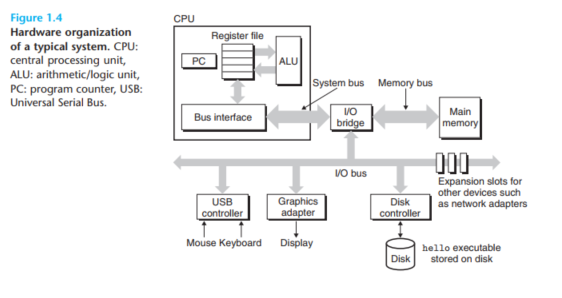 Figure 1.4
Hardware organization
of a typical system. CPU:
central processing unit,
ALU: arithmetic/logic unit,
PC: program counter, USB:
Universal Serial Bus.
CPU
Register file
PC
ALU
System bus
Memory bus
Bus interface
I/O
bridge
Main
memory
I/O bus
Expansion slots for
other devices such
as network adapters
USB
controller
Graphics
adapter
Disk
controller
Mouse Keyboard
Display
Disk
hello executable
stored on disk